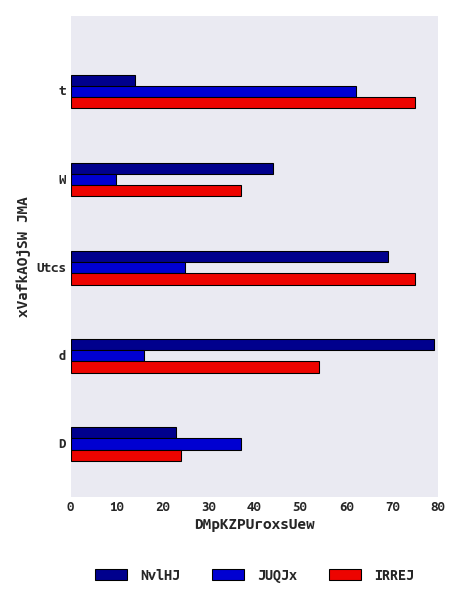 xVafkAOjSW JMA
t
W
Utcs
d
D
0 10 20 30 40 50 60 70 80
DMpKZPUroxsUew
NvlHJ JUQJx IRREJ